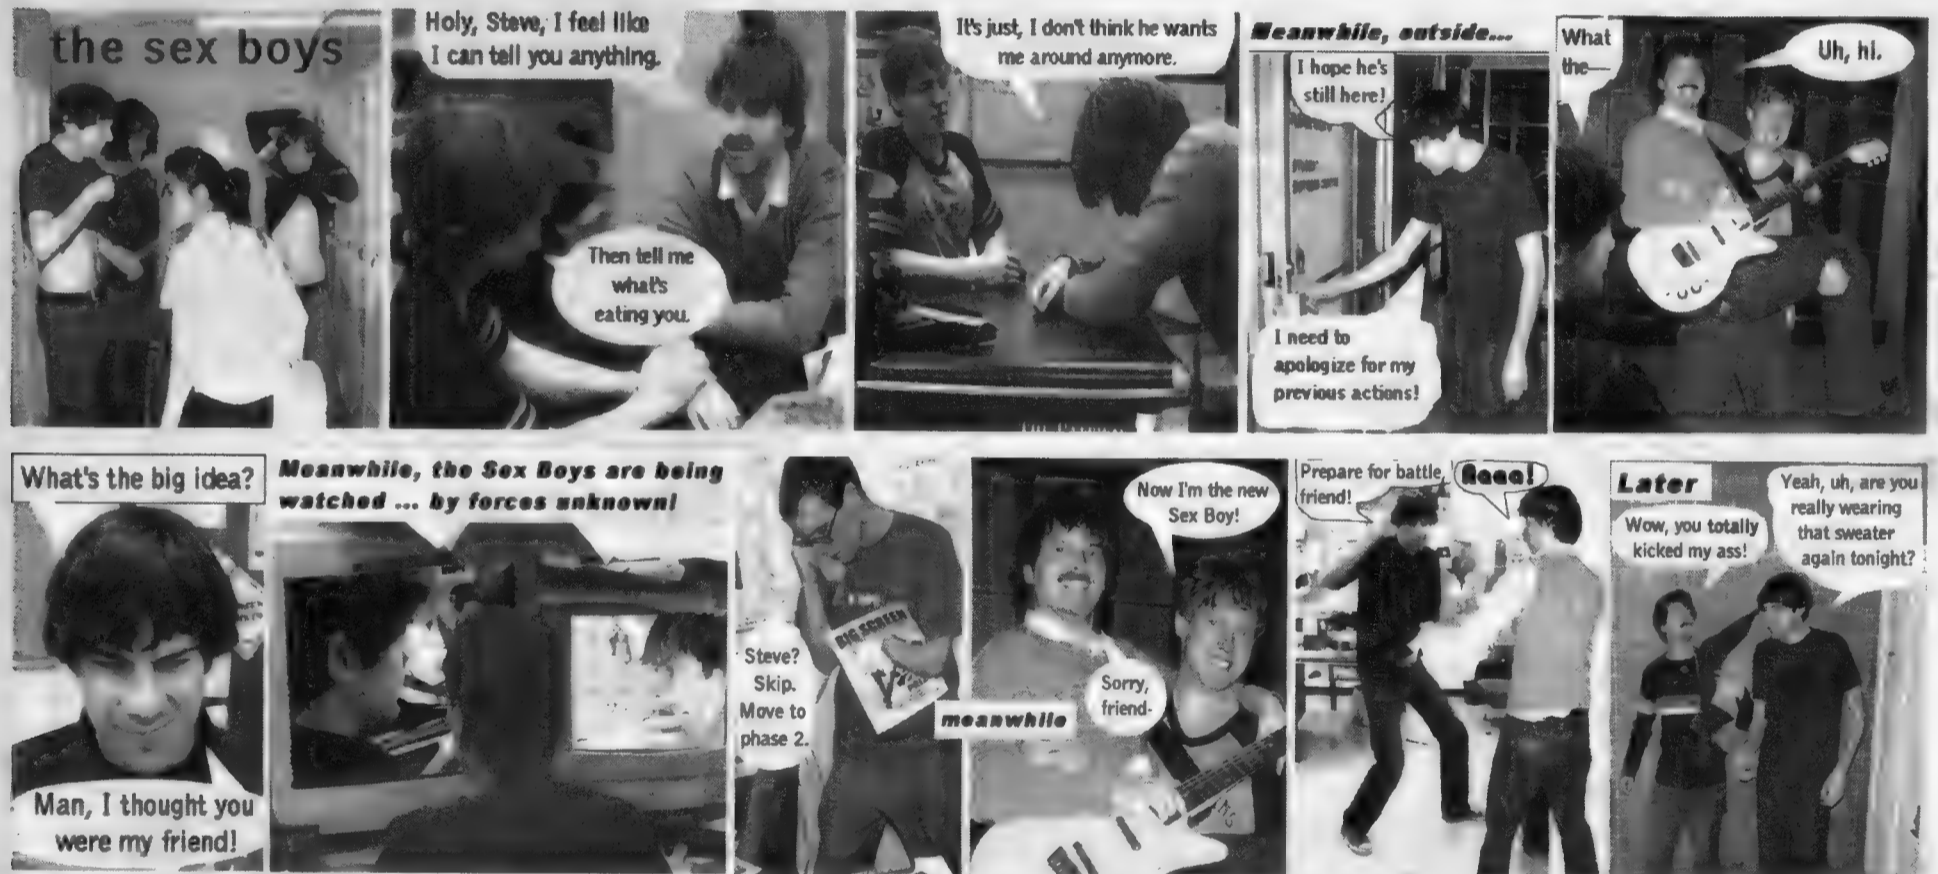 the sex boys
Holy, Steve, I feel like
I can tell you anything.
Then tell me
what's
eating you.
It's just, I don't think he wants
me around anymore.
Meanwhile, outside...
I hope he's
still here!
I need to
apologize for my
previous actions!
What
the—
Uh, hi.
What's the big idea?
Man, I thought you
were my friend!
Meanwhile, the Sex Boys are being
watched ... by forces unknown!
Steve?
Skip.
Move to
phase 2.
BIG SCREEN
meanwhile
Now I'm the new
Sex Boy!
Sorry,
friend-
Prepare for battle,
friend!
Raaa!
Later
Wow, you totally
kicked my ass!
Yeah, uh, are you
really wearing
that sweater
again tonight?